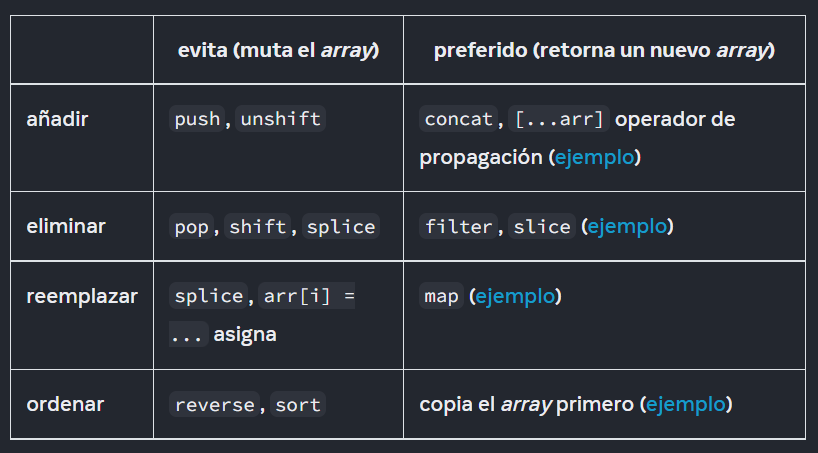 evita (muta el array) preferido (retorna un nuevo array)
añadir push, unshift concat, [...arr] operador de
propagación (ejemplo)
eliminar pop, shift, splice filter, slice (ejemplo)
reemplazar splice, arr[i] = map (ejemplo)
... asigna
ordenar reverse, sort copia el array primero (ejemplo)